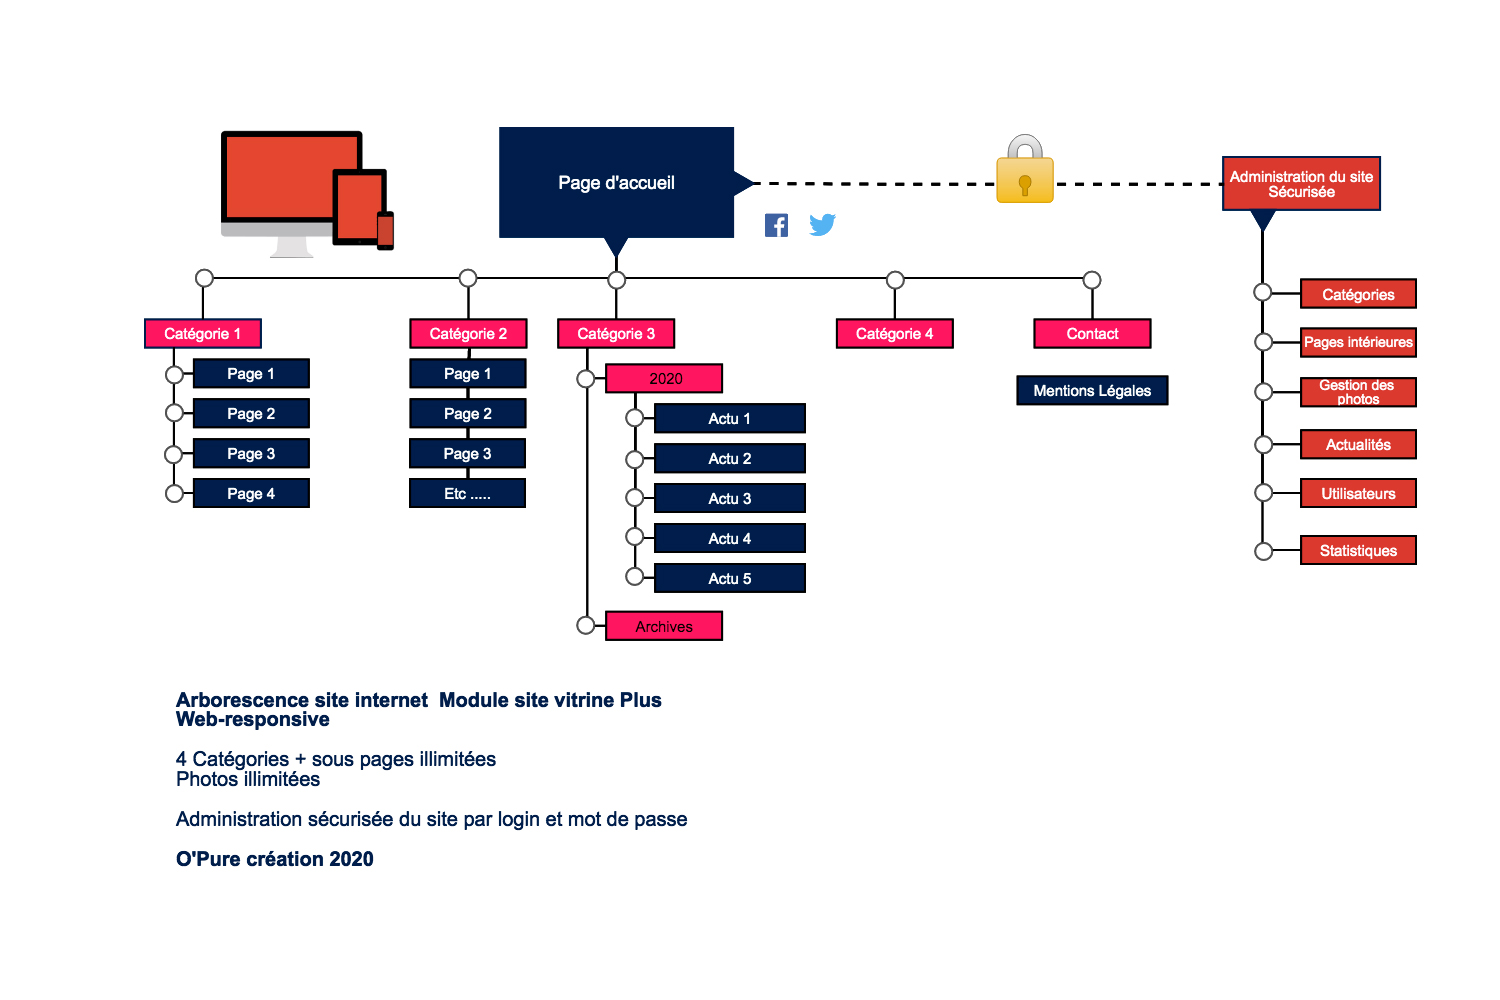 Page d'accueil
Administration du site
Sécurisée
Catégorie 1
Page 1
Page 2
Page 3
Page 4
Catégorie 2
Page 1
Page 2
Page 3
Etc .....
Catégorie 3
2020
Actu 1
Actu 2
Actu 3
Actu 4
Actu 5
Archives
Catégorie 4
Contact
Mentions Légales
Catégories
Pages intérieures
Gestion des
photos
Actualités
Utilisateurs
Statistiques
Arborescence site internet  Module site vitrine Plus
Web-responsive
4 Catégories + sous pages illimitées
Photos illimitées
Administration sécurisée du site par login et mot de passe
O'Pure création 2020